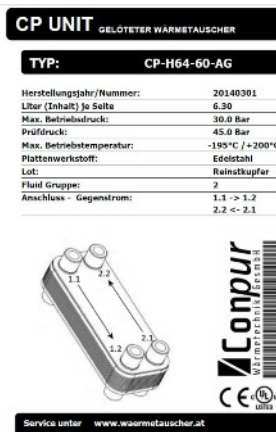 CP UNIT GELÖTETER WÄRMETAUSCHER
TYP: CP-H64-60-AG
Herstellungsjahr/Nummer: 20140301
Liter (Inhalt) je Seite 6.30
Max. Betriebsdruck: 30.0 Bar
Prüfdruck: 45.0 Bar
Max. Betriebstemperatur: -195°C /+200°C
Plattenwerkstoff: Edelstahl
Lot: Reinstkupfer
Fluid Gruppe: 2
Anschluss - Gegenstrom: 1.1 -> 1.2
2.2 <- 2.1
1.1
2.2
1.2
2.1
Conpur
Wärmetechnik GesmbH
CE UL LISTED
Service unter www.waermetauscher.at